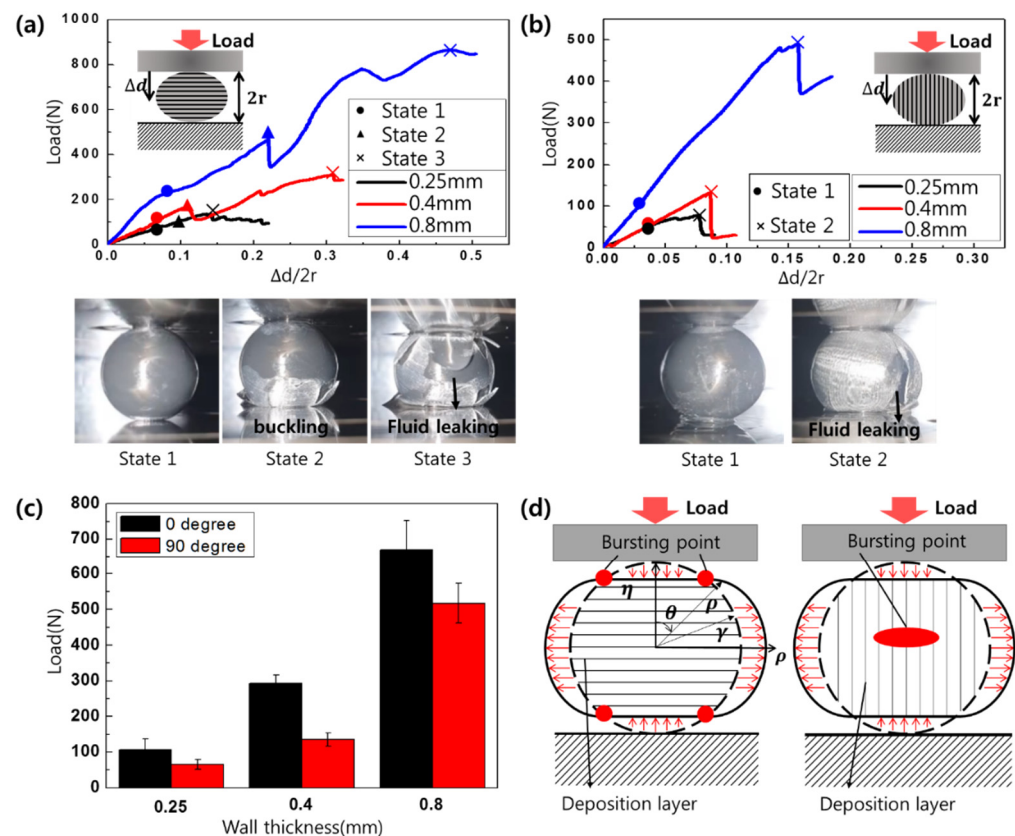 (a)
1000
800
600
400
200
0
Load(N)
0.0 0.1 0.2 0.3 0.4 0.5
Δd/2r
Load
Δd
2r
State 1
State 2
State 3
0.25mm
0.4mm
0.8mm
State 1
buckling
State 2
Fluid leaking
State 3
(b)
500
400
300
200
100
0
Load(N)
0.00 0.05 0.10 0.15 0.20 0.25 0.30
Δd/2r
Load
Δd
2r
State 1
State 2
0.25mm
0.4mm
0.8mm
State 1
Fluid leaking
State 2
(c)
800
700
600
500
400
300
200
100
0
Load(N)
0 degree
90 degree
0.25 0.4 0.8
Wall thickness(mm)
(d)
Load
Bursting point
η
θ
ρ
γ
ρ
Deposition layer
Load
Bursting point
Deposition layer